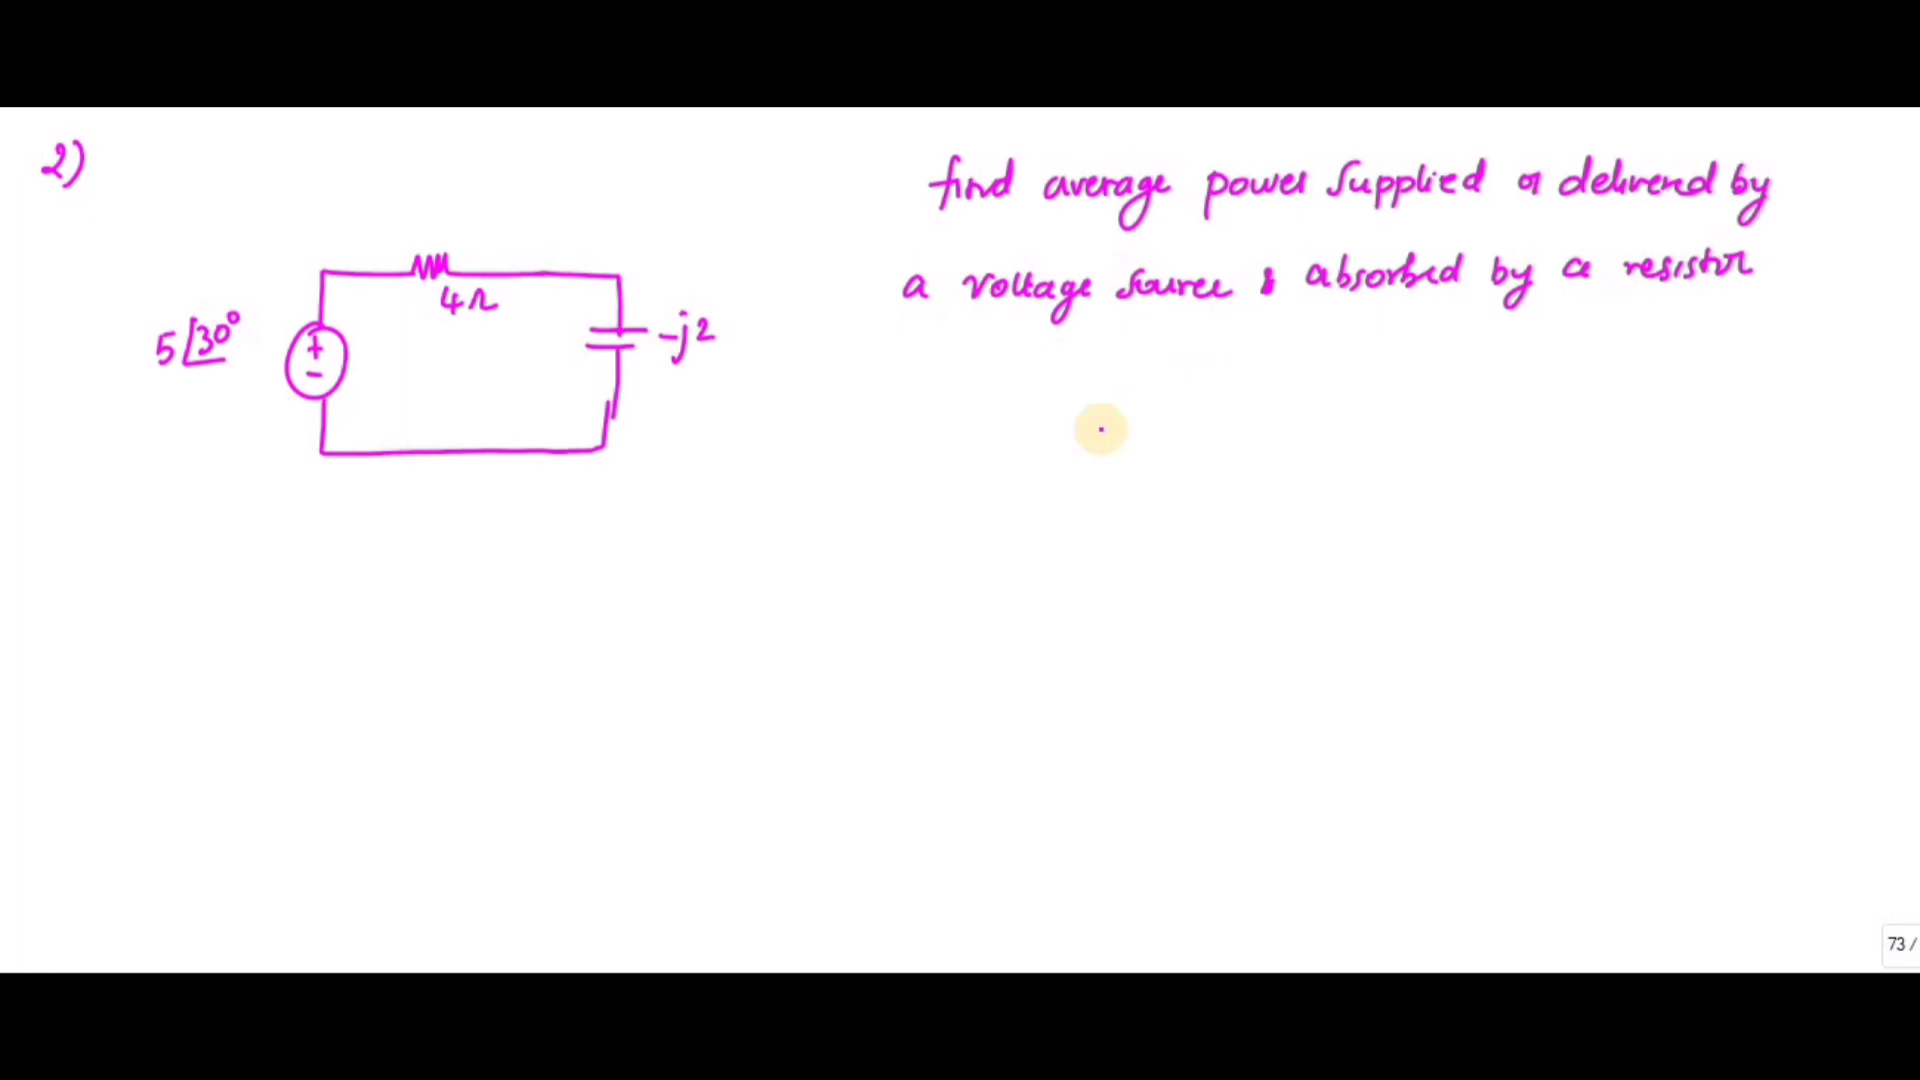 2)
find average power supplied or delivered by
a voltage source & absorbed by a resistor
4Ω
5∠30°
+
-
-j2
73 /